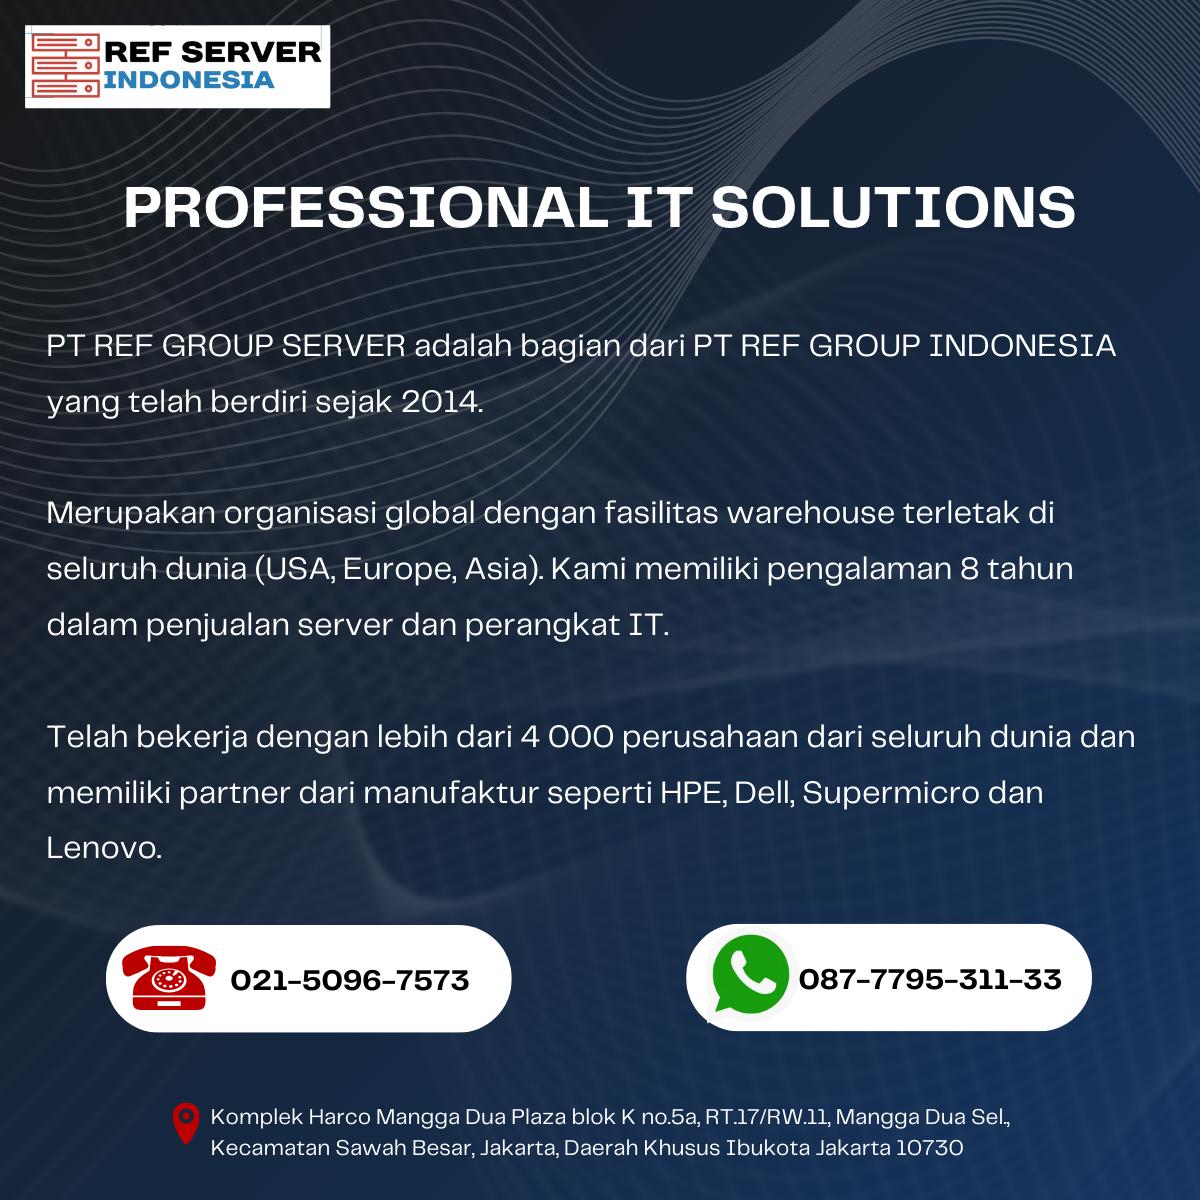 REF SERVER
INDONESIA
PROFESSIONAL IT SOLUTIONS
PT REF GROUP SERVER adalah bagian dari PT REF GROUP INDONESIA
yang telah berdiri sejak 2014.
Merupakan organisasi global dengan fasilitas warehouse terletak di
seluruh dunia (USA, Europe, Asia). Kami memiliki pengalaman 8 tahun
dalam penjualan server dan perangkat IT.
Telah bekerja dengan lebih dari 4 000 perusahaan dari seluruh dunia dan
memiliki partner dari manufaktur seperti HPE, Dell, Supermicro dan
Lenovo.
021-5096-7573
087-7795-311-33
Komplek Harco Mangga Dua Plaza blok K no.5a, RT.17/RW.11, Mangga Dua Sel.,
Kecamatan Sawah Besar, Jakarta, Daerah Khusus Ibukota Jakarta 10730